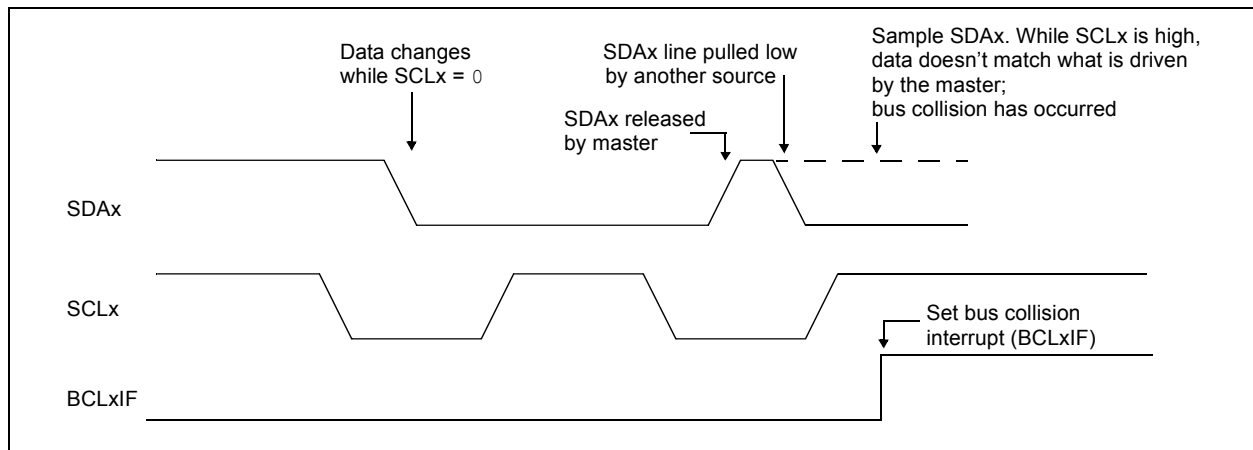 Data changes
while SCLx = 0
SDAx line pulled low
by another source
SDAx released
by master
Sample SDAx. While SCLx is high,
data doesn’t match what is driven
by the master;
bus collision has occurred
SDAx
SCLx
Set bus collision
interrupt (BCLxIF)
BCLxIF